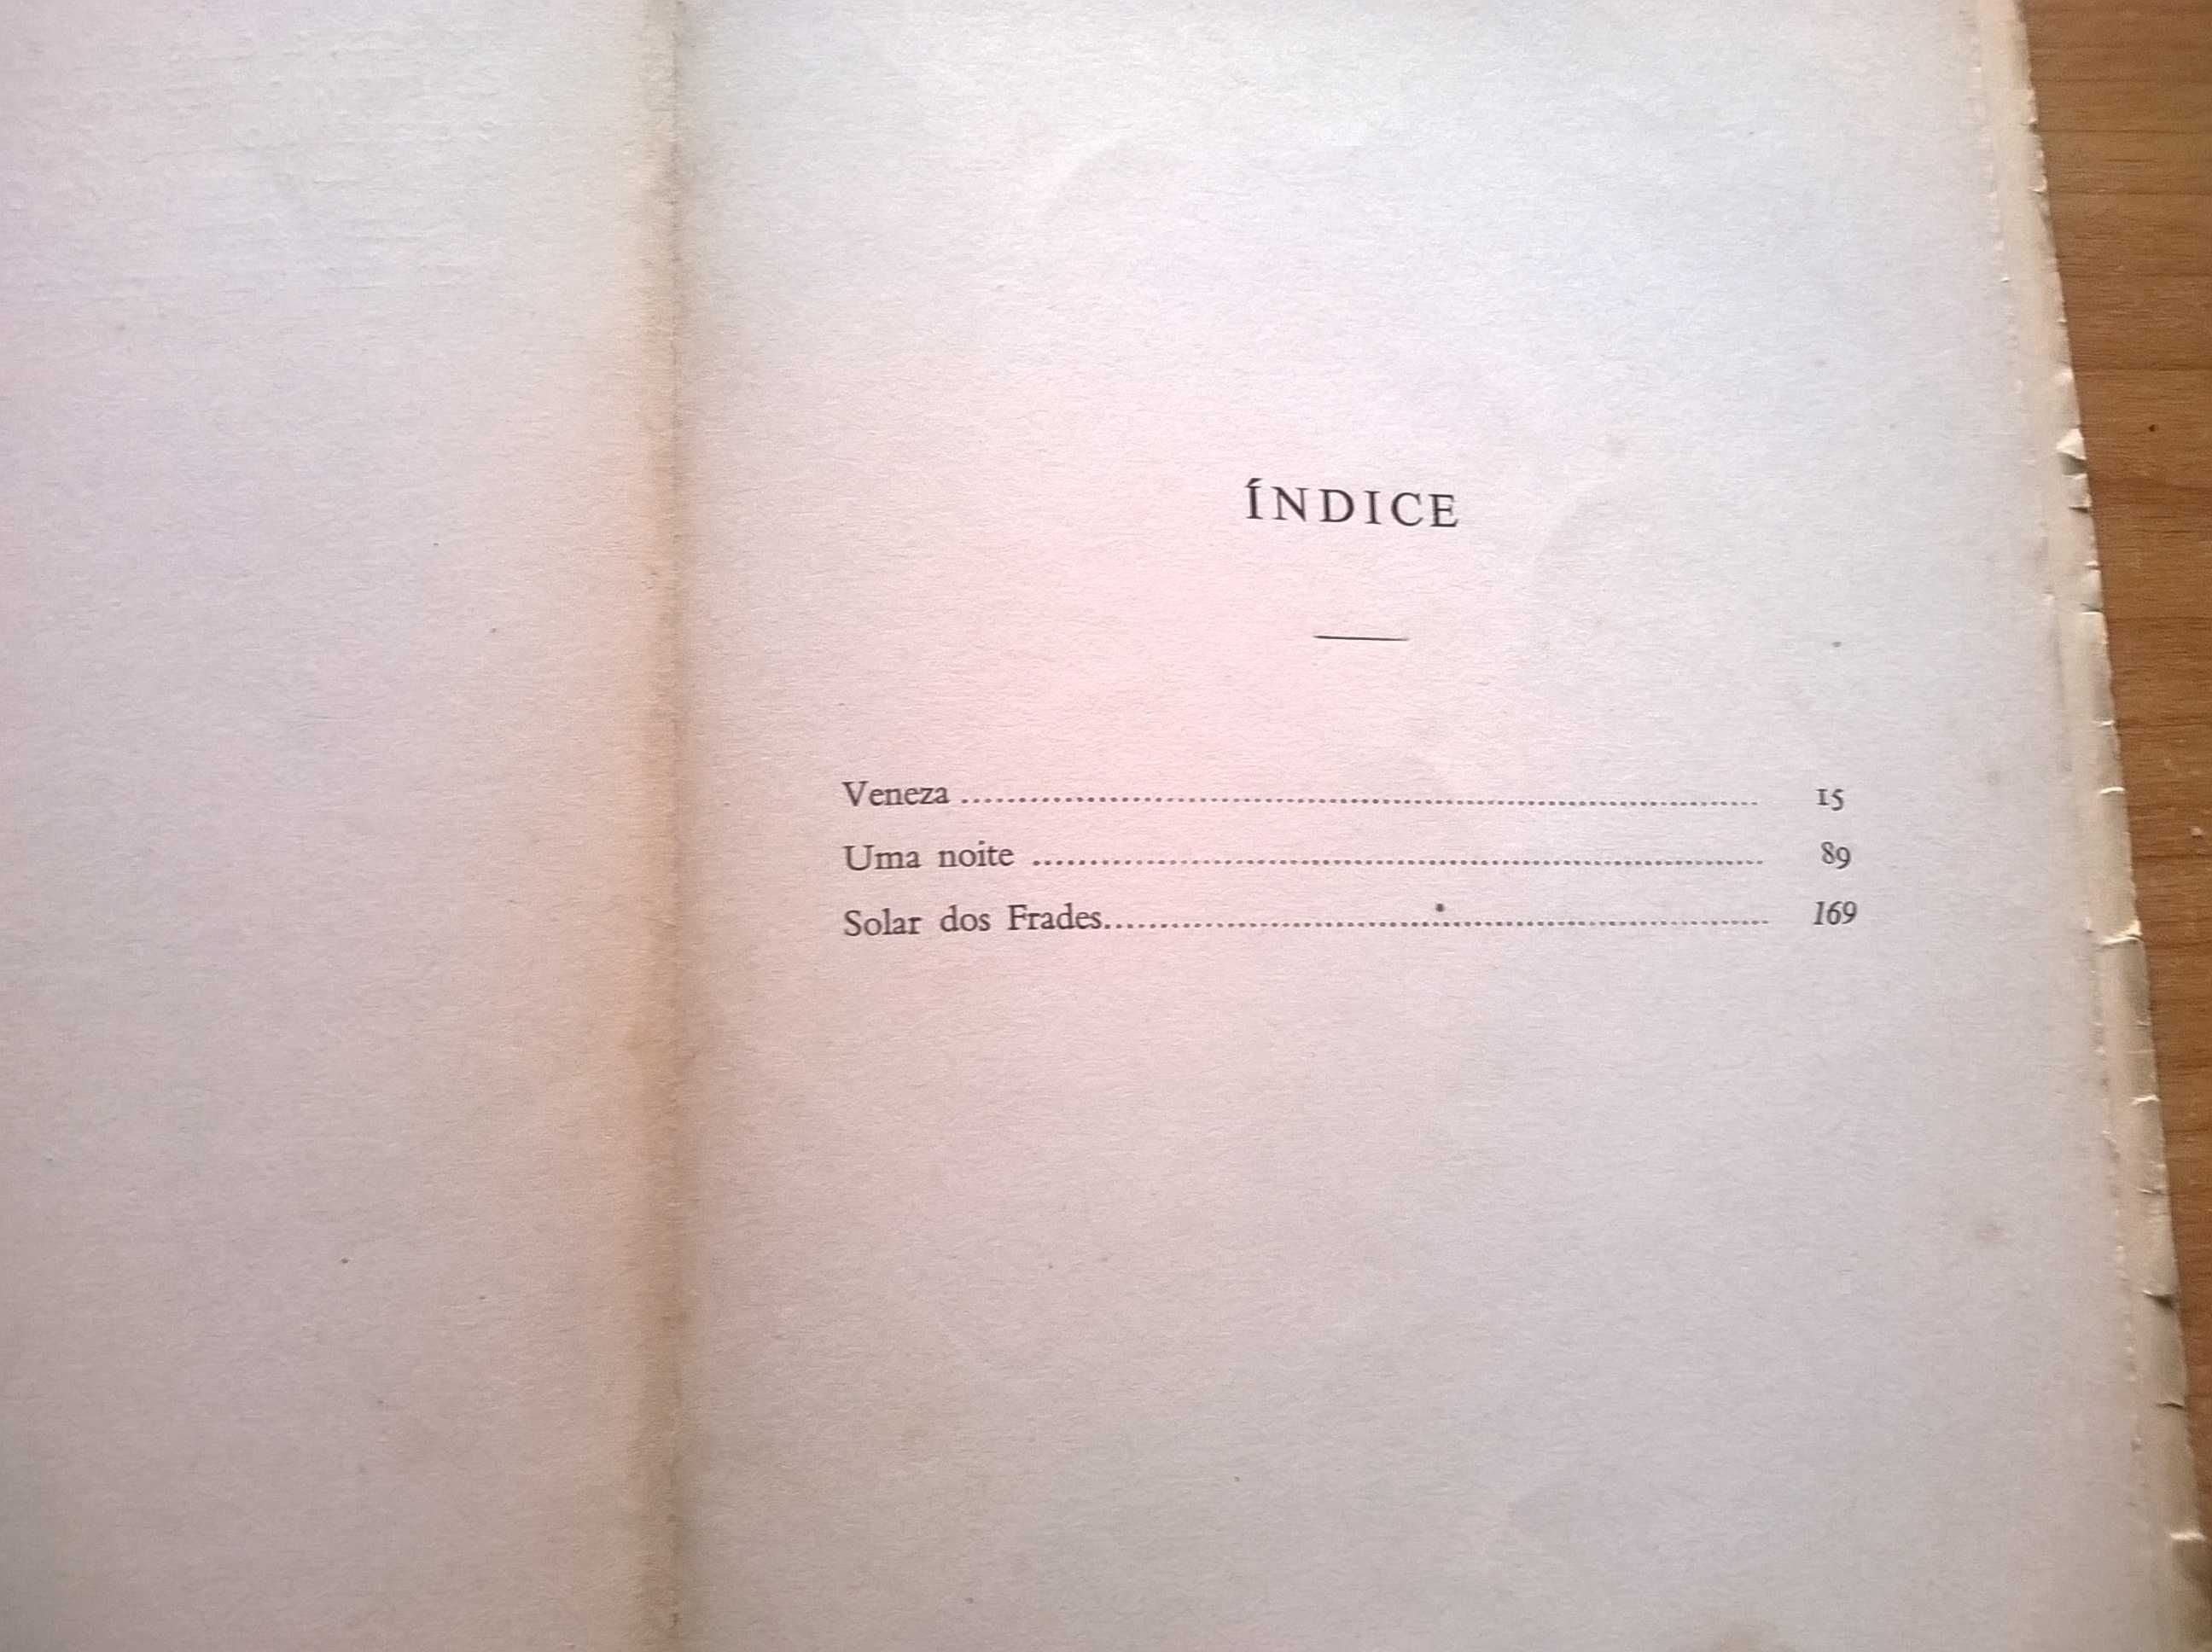 ÍNDICE
Veneza ........................................ 15
Uma noite ........................................ 89
Solar dos Frades........................................ 169